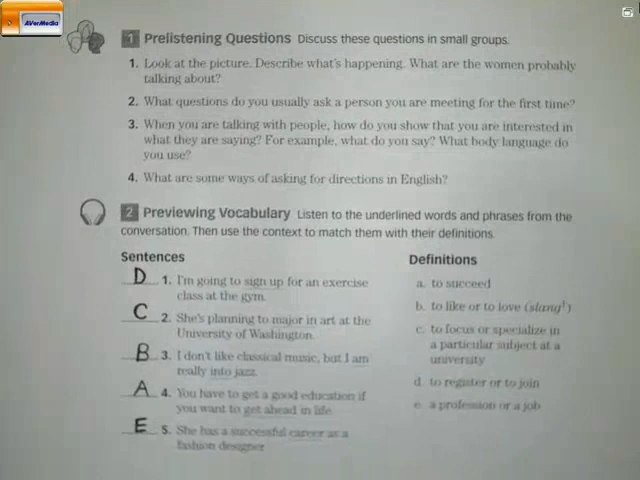 AVerMedia
1 Prelistening Questions Discuss these questions in small groups.
1. Look at the picture. Describe what's happening. What are the women probably
talking about?
2. What questions do you usually ask a person you are meeting for the first time?
3. When you are talking with people, how do you show that you are interested in
what they are saying? For example, what do you say? What body language do
you use?
4. What are some ways of asking for directions in English?
2 Previewing Vocabulary Listen to the underlined words and phrases from the
conversation. Then use the context to match them with their definitions.
Sentences
D 1. I'm going to sign up for an exercise
class at the gym.
C 2. She's planning to major in art at the
University of Washington.
B 3. I don't like classical music, but I am
really into jazz.
A 4. You have to get a good education if
you want to get ahead in life.
E 5. She has a successful career as a
fashion designer.
Definitions
a. to succeed
b. to like or to love (slang¹)
c. to focus or specialize in
a particular subject at a
university
d. to register or to join
e. a profession or a job